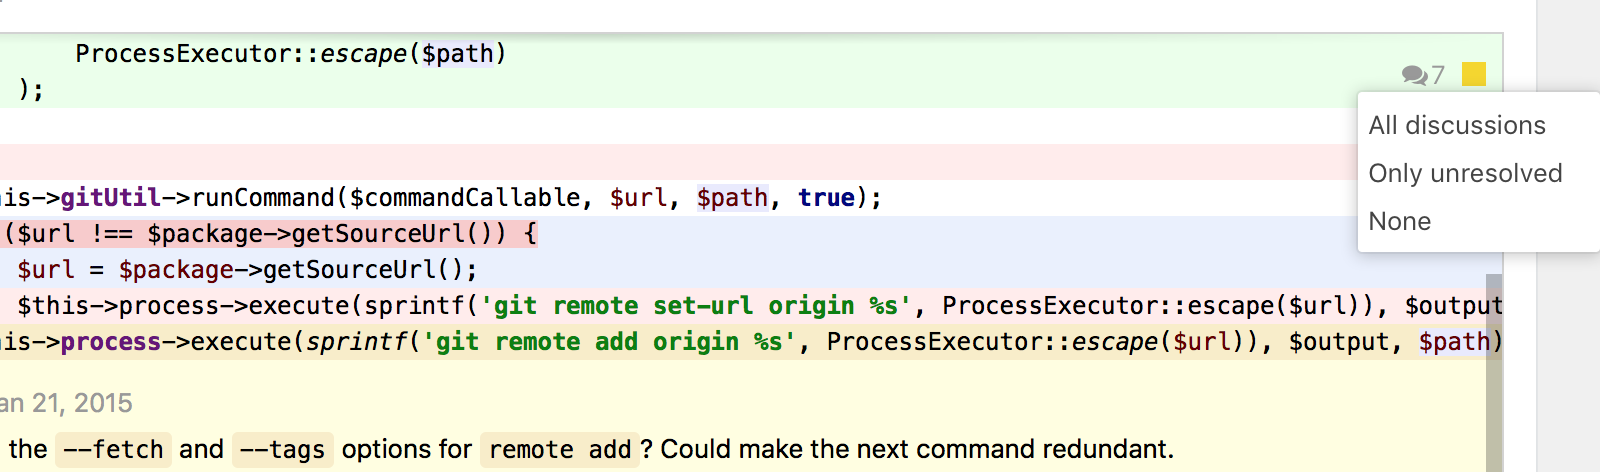 ProcessExecutor::escape($path)
7
);
All discussions
Only unresolved
None
is->gitUtil->runCommand($commandCallable, $url, $path, true);
($url !== $package->getSourceUrl()) {
$url = $package->getSourceUrl();
$this->process->execute(sprintf('git remote set-url origin %s', ProcessExecutor::escape($url)), $output
is->process->execute(sprintf('git remote add origin %s', ProcessExecutor::escape($url)), $output, $path)
an 21, 2015
the --fetch and --tags options for remote add? Could make the next command redundant.